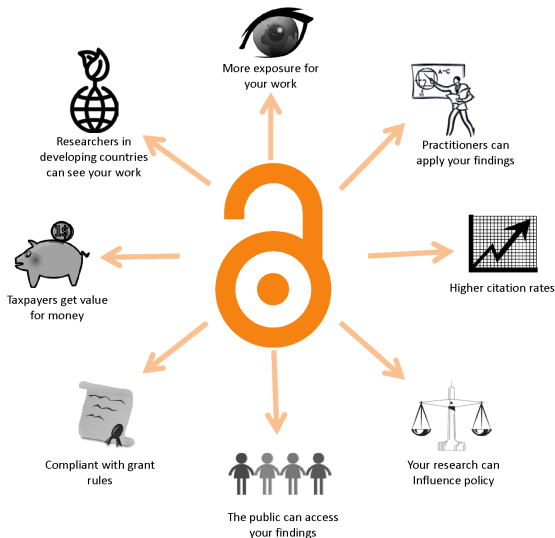 More exposure for
your work
Practitioners can
apply your findings
Higher citation rates
Your research can
Influence policy
The public can access
your findings
Compliant with grant
rules
Taxpayers get value
for money
Researchers in
developing countries
can see your work
A-C
1$